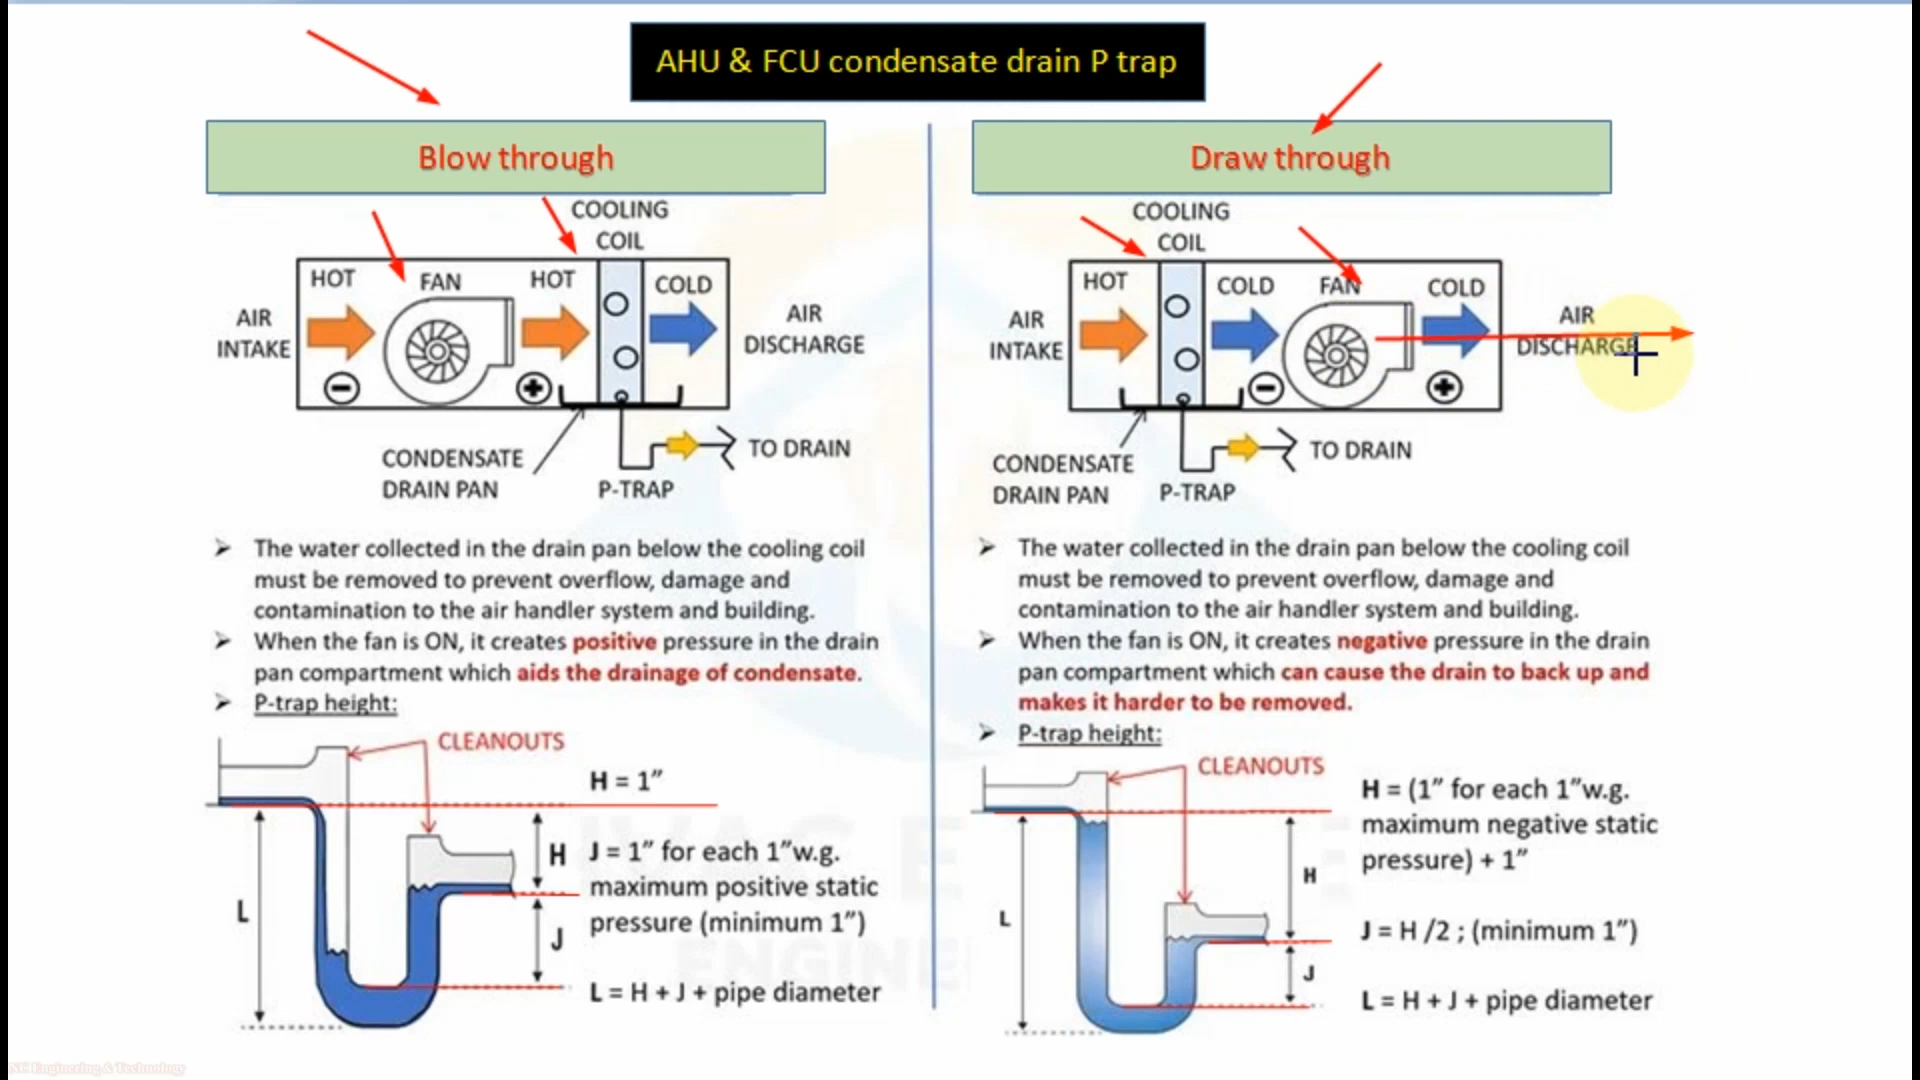 AHU & FCU condensate drain P trap
Blow through
COOLING
COIL
HOT
FAN
HOT
COLD
AIR
INTAKE
AIR
DISCHARGE
CONDENSATE
DRAIN PAN
P-TRAP
TO DRAIN
➢ The water collected in the drain pan below the cooling coil
must be removed to prevent overflow, damage and
contamination to the air handler system and building.
➢ When the fan is ON, it creates positive pressure in the drain
pan compartment which aids the drainage of condensate.
➢ P-trap height:
CLEANOUTS
H = 1”
H
J = 1” for each 1”w.g.
maximum positive static
pressure (minimum 1”)
L
J
L = H + J + pipe diameter
Draw through
COOLING
COIL
HOT
COLD
FAN
COLD
AIR
INTAKE
AIR
DISCHARGE
CONDENSATE
DRAIN PAN
P-TRAP
TO DRAIN
➢ The water collected in the drain pan below the cooling coil
must be removed to prevent overflow, damage and
contamination to the air handler system and building.
➢ When the fan is ON, it creates negative pressure in the drain
pan compartment which can cause the drain to back up and
makes it harder to be removed.
➢ P-trap height:
CLEANOUTS
H = (1” for each 1”w.g.
maximum negative static
pressure) + 1”
H
L
J = H /2 ; (minimum 1”)
J
L = H + J + pipe diameter
Engineering & Technology